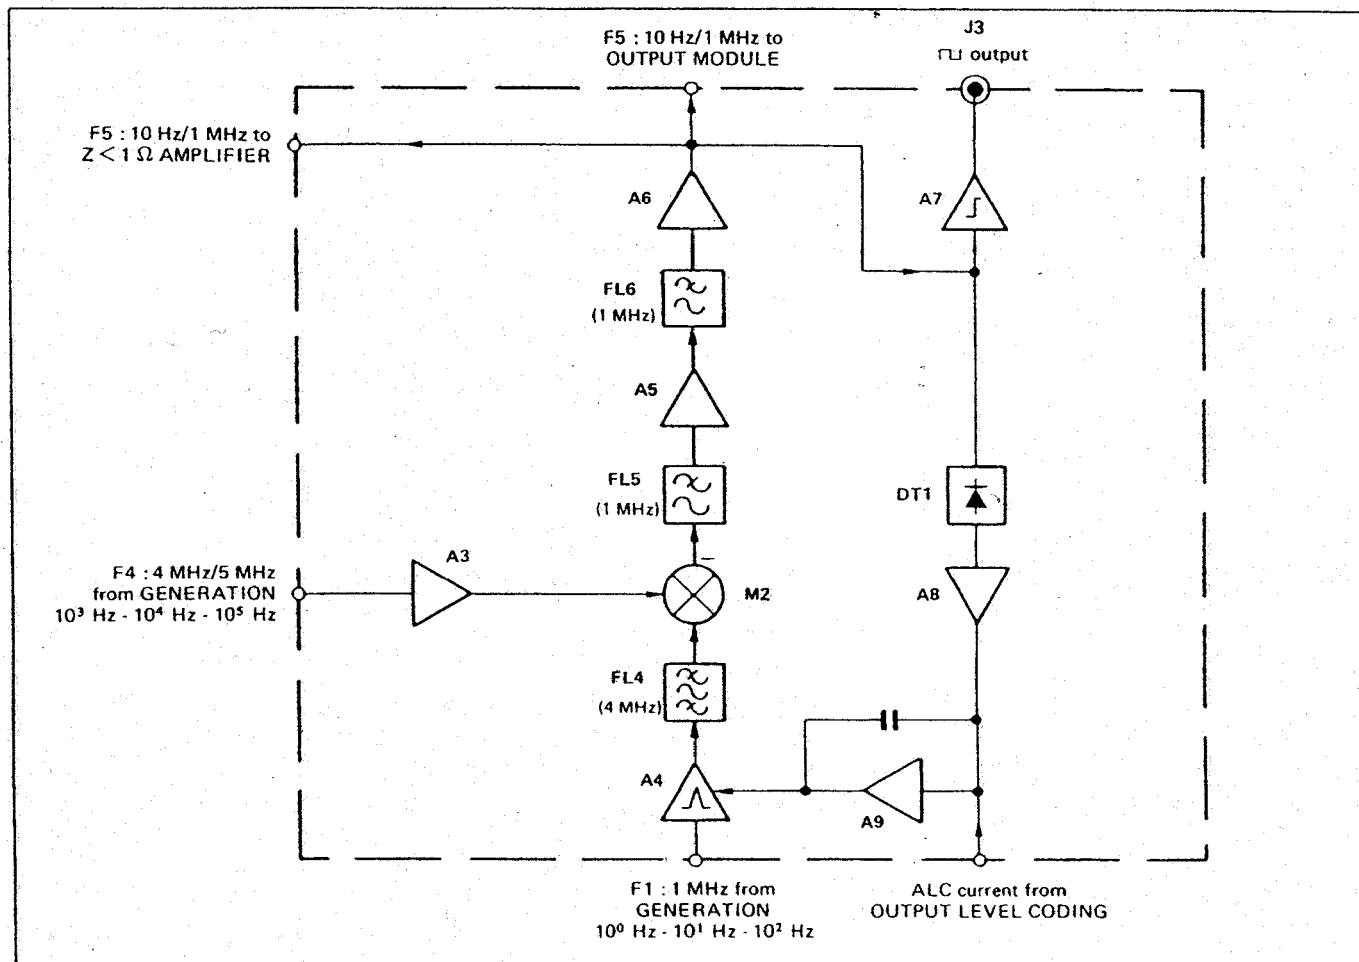 F5 : 10 Hz/1 MHz to
OUTPUT MODULE
J3
⊓⊔ output
F5 : 10 Hz/1 MHz to
Z < 1 Ω AMPLIFIER
A6
A7
FL6
(1 MHz)
A5
FL5
(1 MHz)
DT1
A3
F4 : 4 MHz/5 MHz
from GENERATION
10³ Hz - 10⁴ Hz - 10⁵ Hz
–
M2
A8
FL4
(4 MHz)
A4
A9
F1 : 1 MHz from
GENERATION
10⁰ Hz - 10¹ Hz - 10² Hz
ALC current from
OUTPUT LEVEL CODING